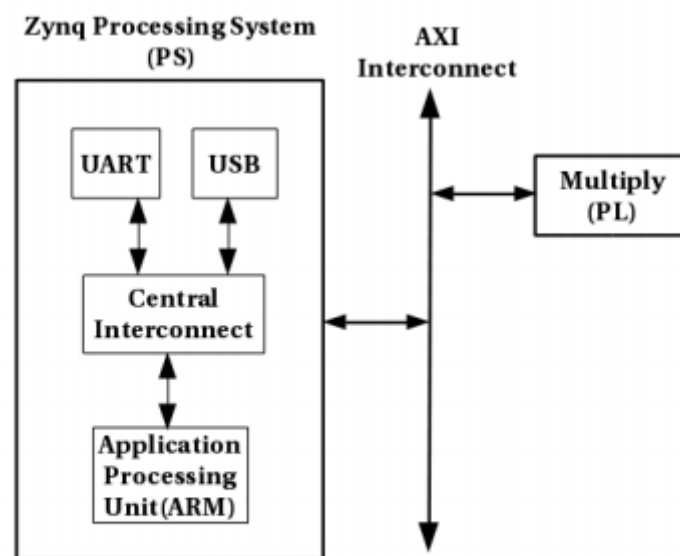 Zynq Processing System
(PS)
AXI
Interconnect
UART
USB
Multiply
(PL)
Central
Interconnect
Application
Processing
Unit(ARM)